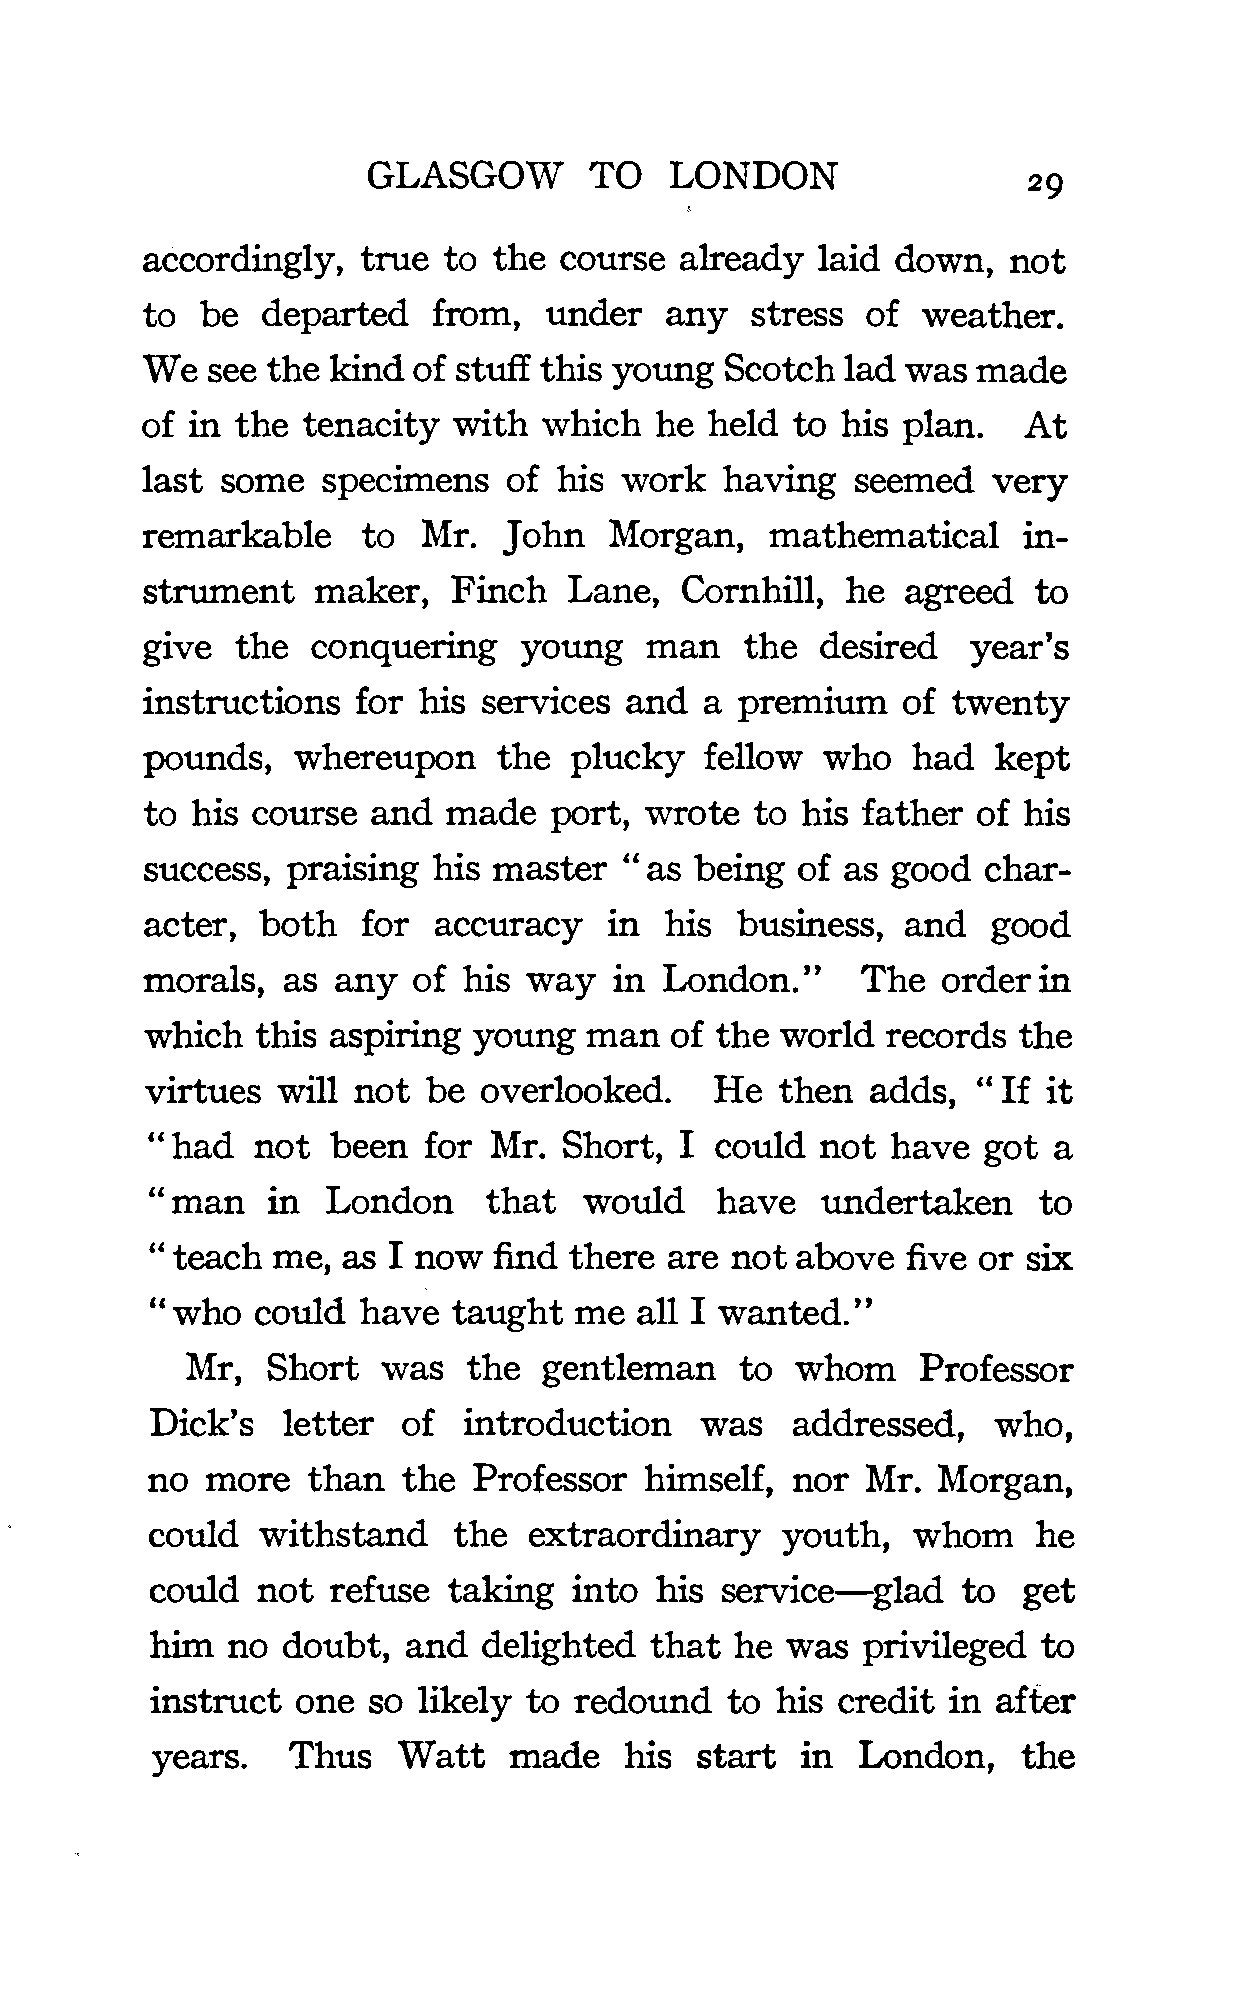 GLASGOW TO LONDON 29
accordingly, true to the course already laid down, not
to be departed from, under any stress of weather.
We see the kind of stuff this young Scotch lad was made
of in the tenacity with which he held to his plan. At
last some specimens of his work having seemed very
remarkable to Mr. John Morgan, mathematical in-
strument maker, Finch Lane, Cornhill, he agreed to
give the conquering young man the desired year's
instructions for his services and a premium of twenty
pounds, whereupon the plucky fellow who had kept
to his course and made port, wrote to his father of his
success, praising his master "as being of as good char-
acter, both for accuracy in his business, and good
morals, as any of his way in London." The order in
which this aspiring young man of the world records the
virtues will not be overlooked. He then adds, "If it
"had not been for Mr. Short, I could not have got a
"man in London that would have undertaken to
"teach me, as I now find there are not above five or six
"who could have taught me all I wanted."
Mr, Short was the gentleman to whom Professor
Dick's letter of introduction was addressed, who,
no more than the Professor himself, nor Mr. Morgan,
could withstand the extraordinary youth, whom he
could not refuse taking into his service—glad to get
him no doubt, and delighted that he was privileged to
instruct one so likely to redound to his credit in after
years. Thus Watt made his start in London, the